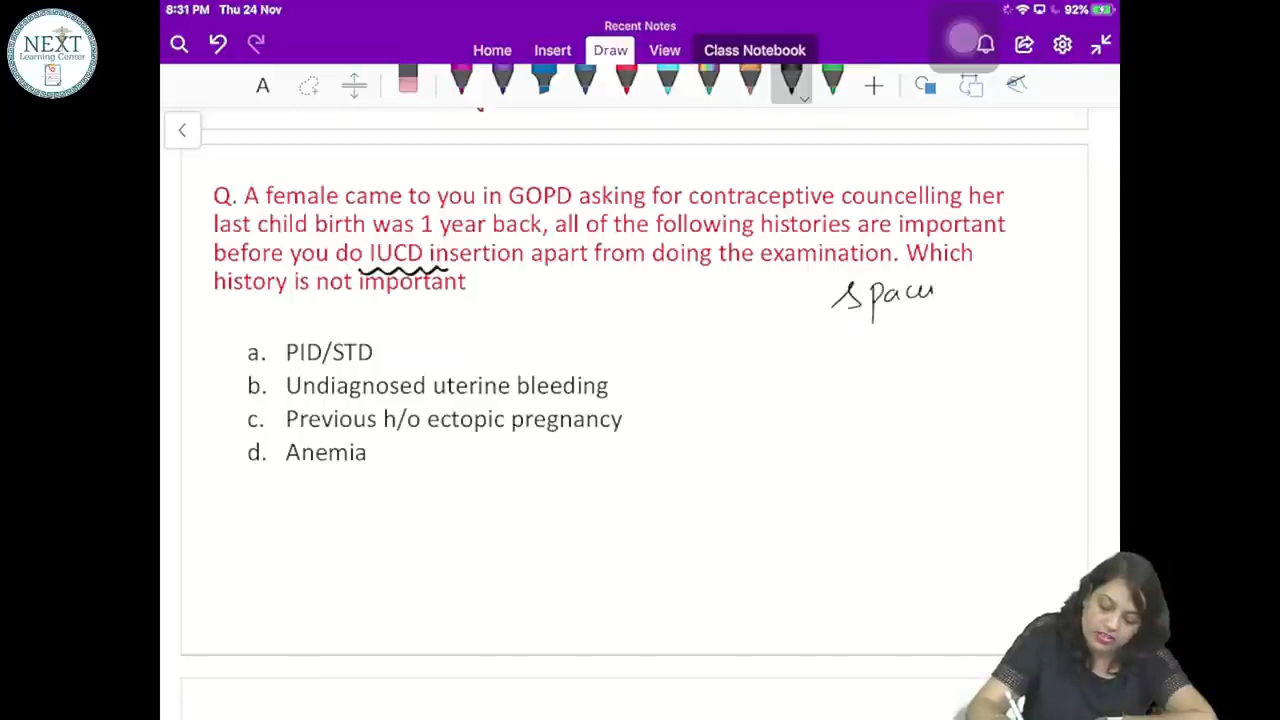 8:31 PM Thu 24 Nov
92%
Recent Notes
Home Insert Draw View Class Notebook
A
NEXT
Learning Center
Q. A female came to you in GOPD asking for contraceptive councelling her
last child birth was 1 year back, all of the following histories are important
before you do IUCD insertion apart from doing the examination. Which
history is not important
spacu
a. PID/STD
b. Undiagnosed uterine bleeding
c. Previous h/o ectopic pregnancy
d. Anemia